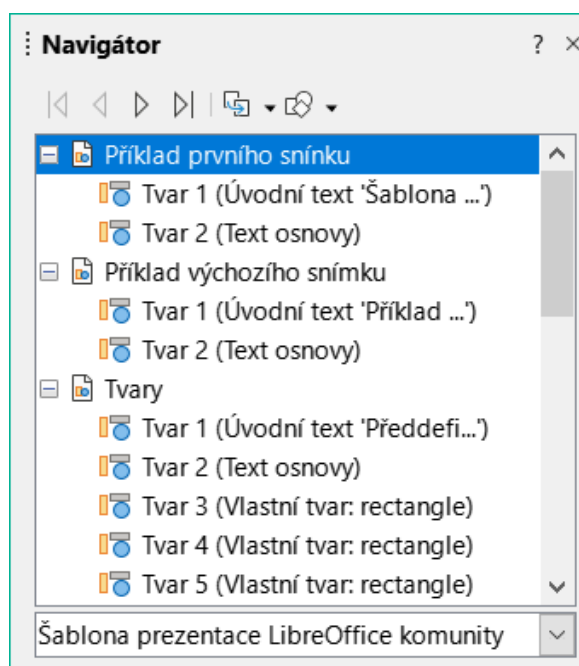 Navigátor ? ×
Příklad prvního snínku
Tvar 1 (Úvodní text 'Šablona ...')
Tvar 2 (Text osnovy)
Příklad výchozího snímku
Tvar 1 (Úvodní text 'Příklad ...')
Tvar 2 (Text osnovy)
Tvary
Tvar 1 (Úvodní text 'Předdefi...')
Tvar 2 (Text osnovy)
Tvar 3 (Vlastní tvar: rectangle)
Tvar 4 (Vlastní tvar: rectangle)
Tvar 5 (Vlastní tvar: rectangle)
Šablona prezentace LibreOffice komunity